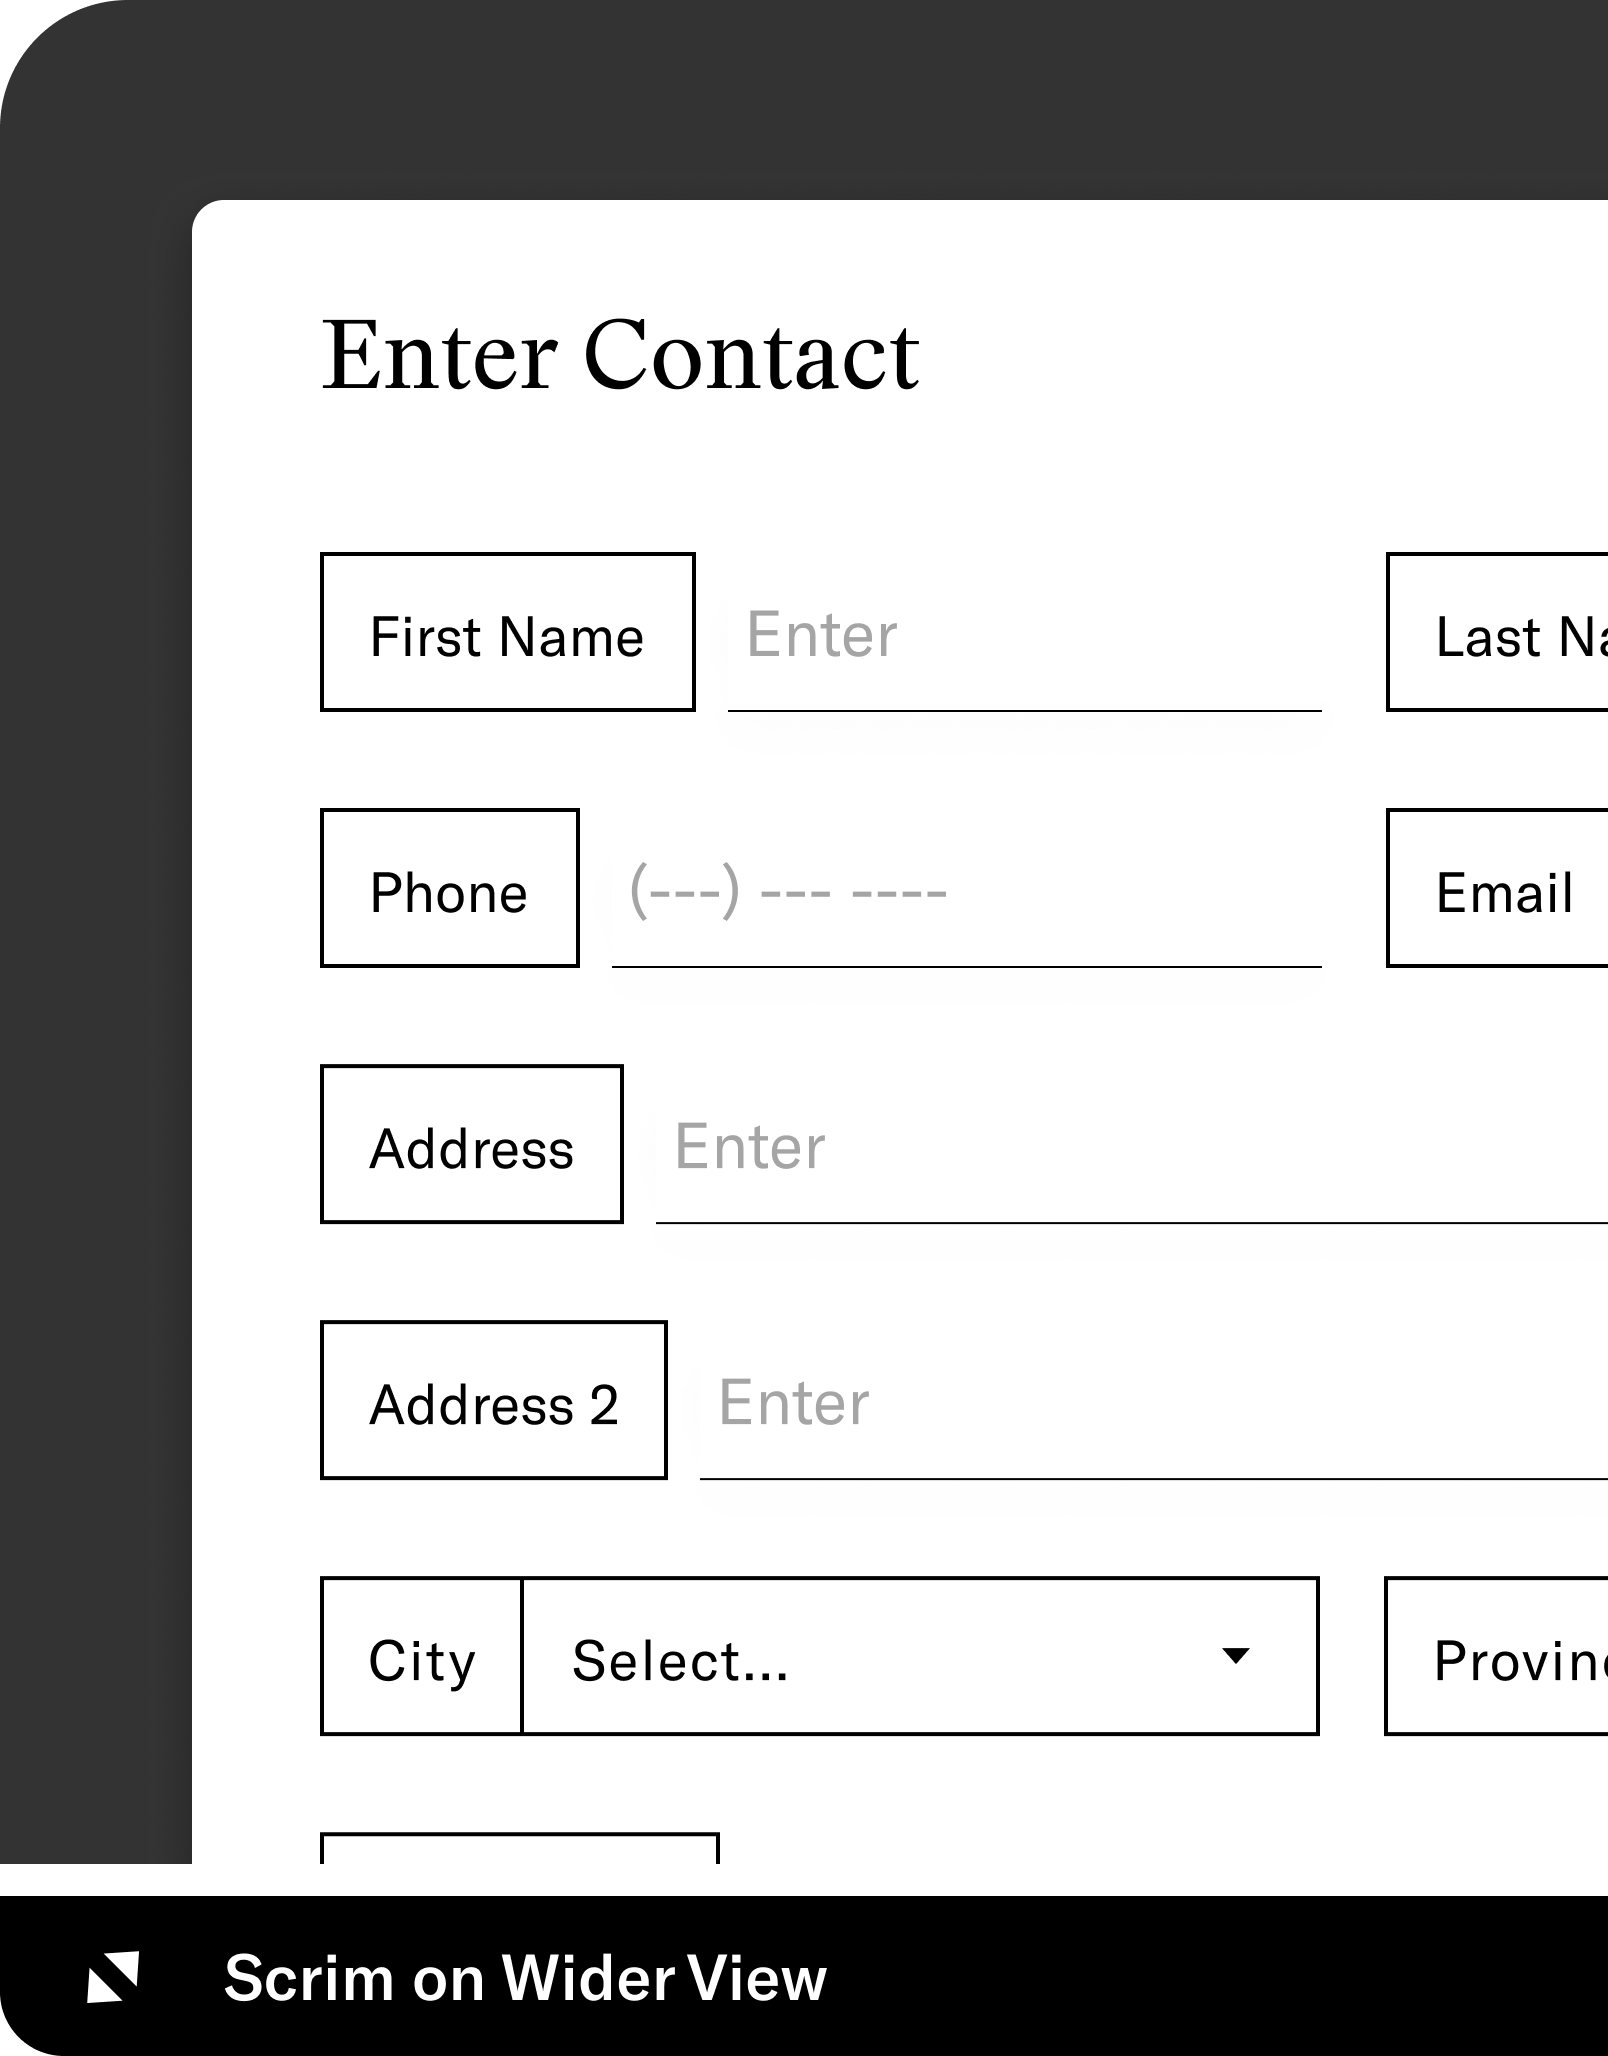 Enter Contact
First Name Enter Last Na
Phone (---) --- ---- Email
Address Enter
Address 2 Enter
City Select... Provinc
Scrim on Wider View